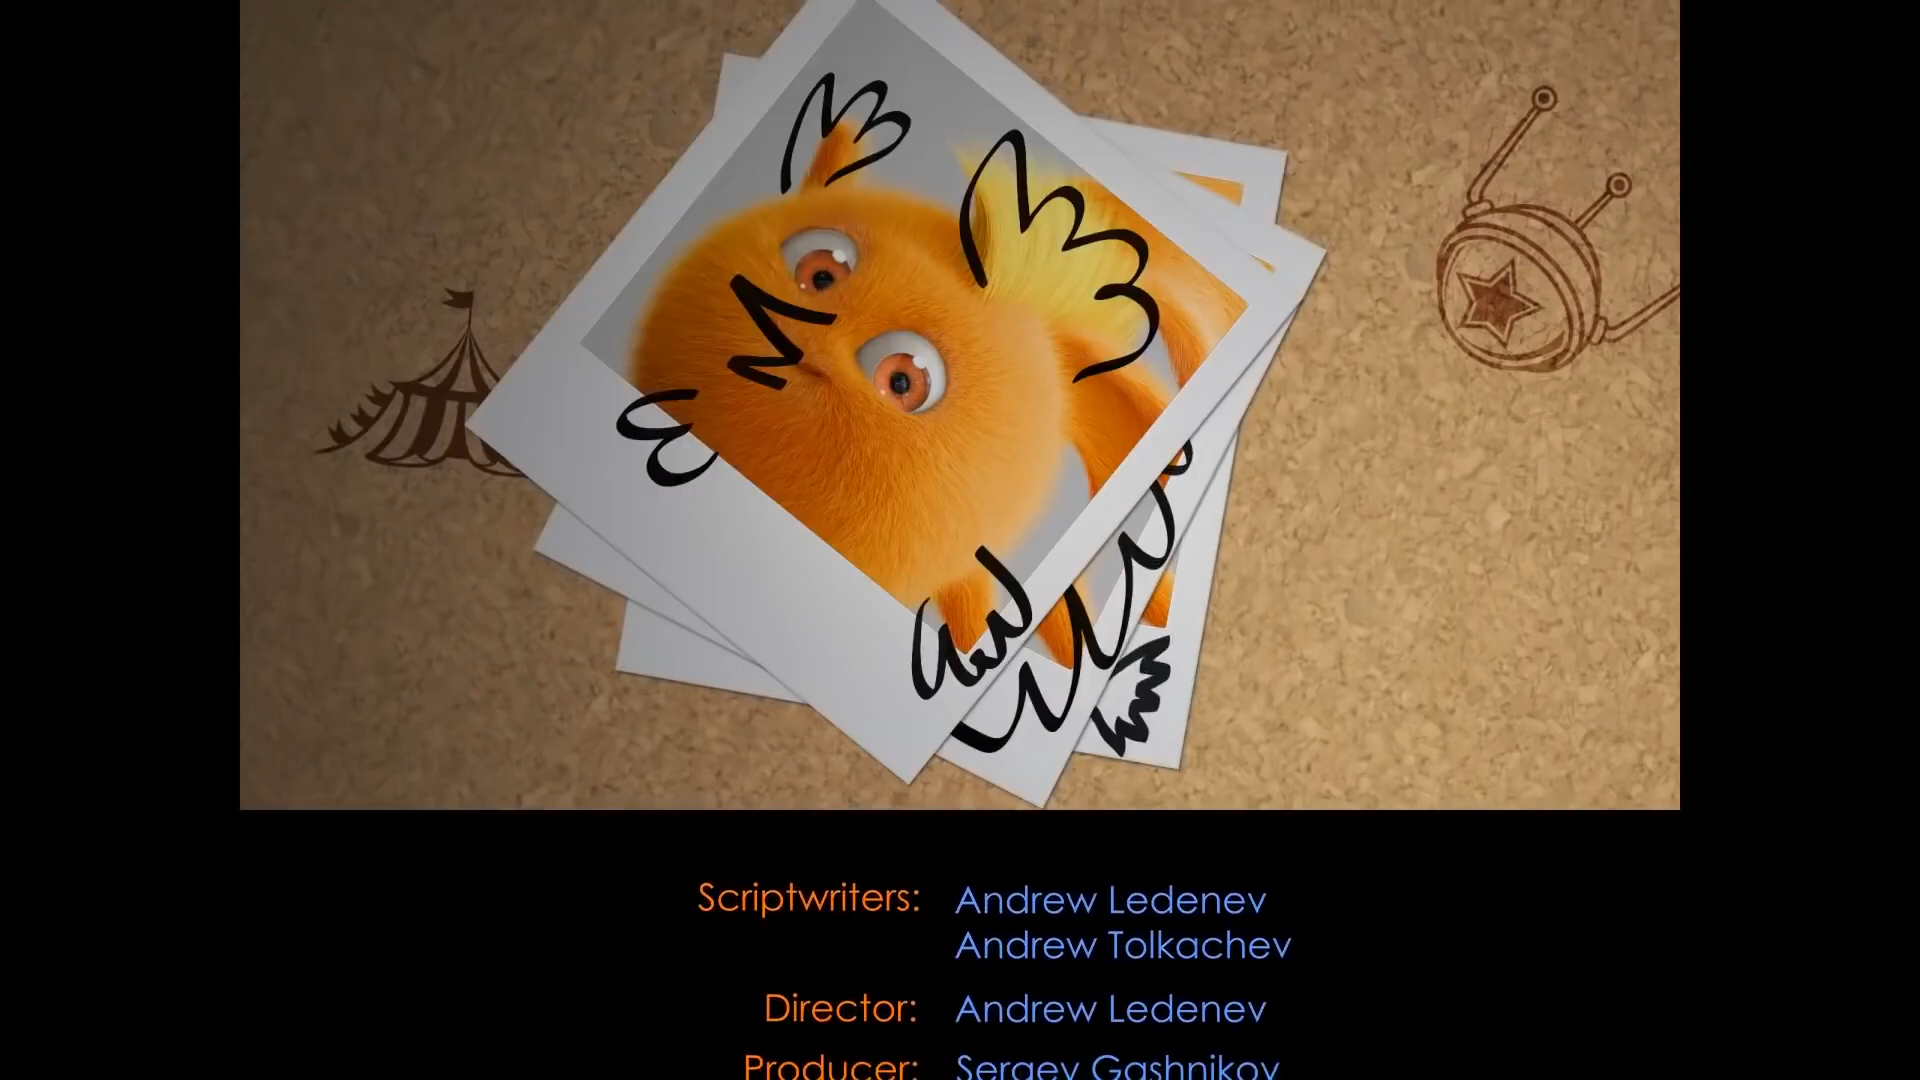 Scriptwriters: Andrew Ledenev
Andrew Tolkachev
Director: Andrew Ledenev
Producer: Sergey Gashnikov